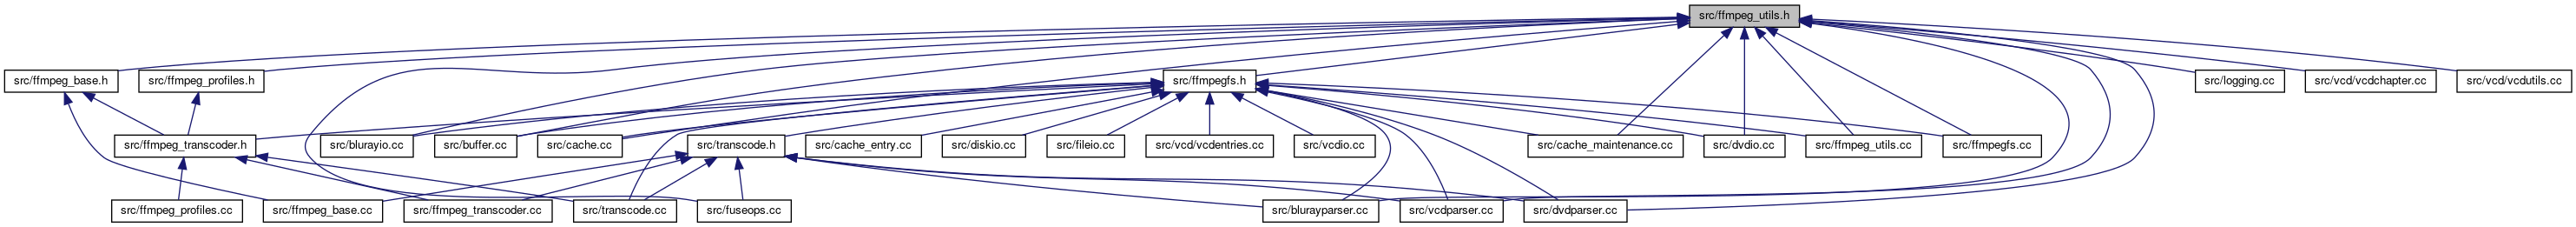 src/ffmpeg_utils.h
src/ffmpeg_base.h
src/ffmpeg_profiles.h
src/ffmpegfs.h
src/logging.cc
src/vcd/vcdchapter.cc
src/vcd/vcdutils.cc
src/ffmpeg_transcoder.h
src/blurayio.cc
src/buffer.cc
src/cache.cc
src/transcode.h
src/cache_entry.cc
src/diskio.cc
src/fileio.cc
src/vcd/vcdentries.cc
src/vcdio.cc
src/cache_maintenance.cc
src/dvdio.cc
src/ffmpeg_utils.cc
src/ffmpegfs.cc
src/ffmpeg_profiles.cc
src/ffmpeg_base.cc
src/ffmpeg_transcoder.cc
src/transcode.cc
src/fuseops.cc
src/blurayparser.cc
src/vcdparser.cc
src/dvdparser.cc